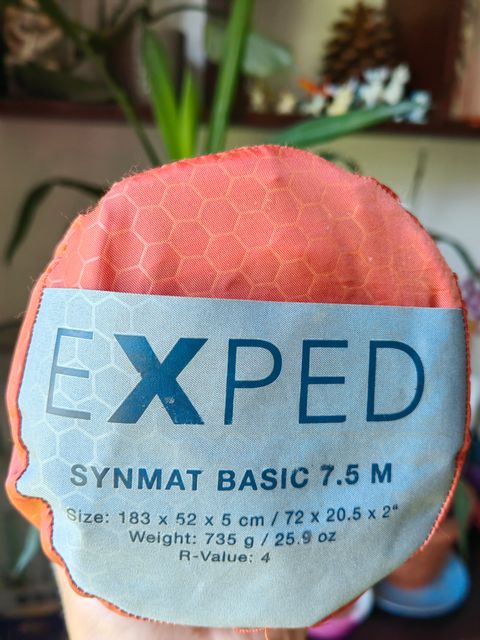 EXPED
SYNMAT BASIC 7.5 M
Size: 183 x 52 x 5 cm / 72 x 20.5 x 2"
Weight: 735 g / 25.9 oz
R-Value: 4